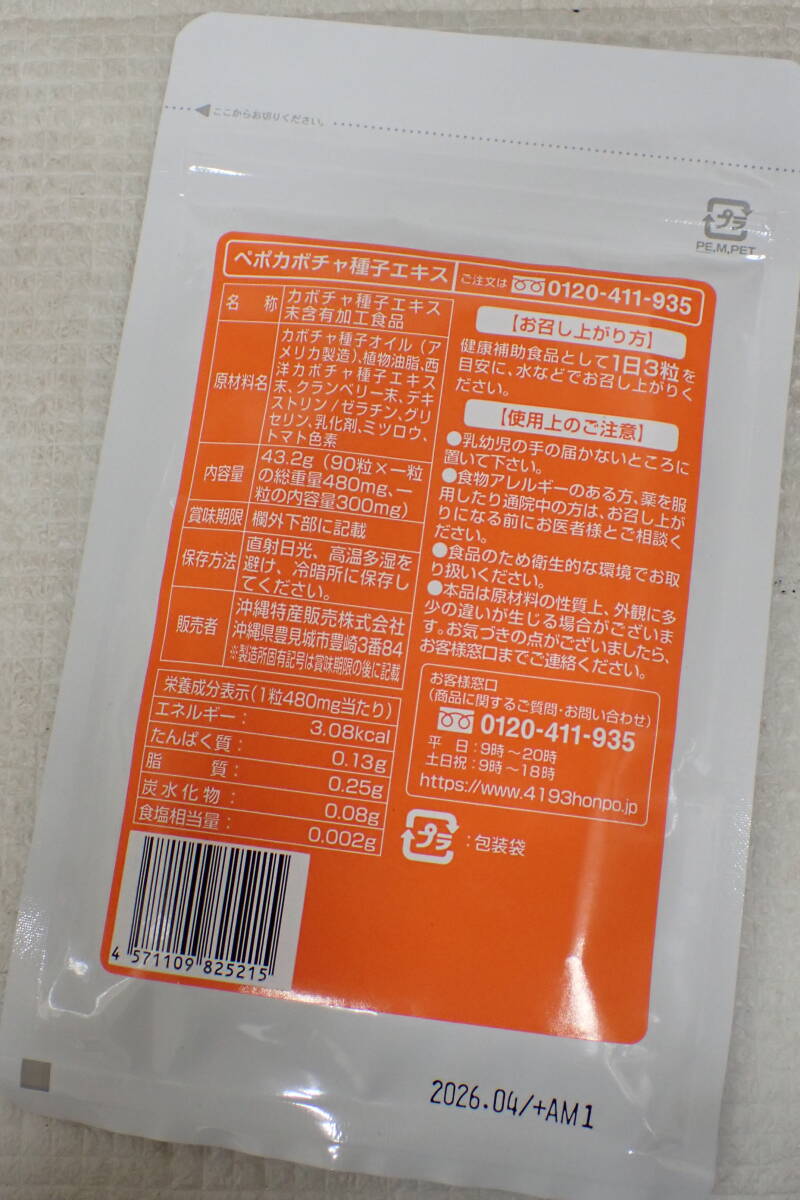 ここからお切りください。
プラ
PE,M,PET
ペポカボチャ種子エキス
ご注文は 0120-411-935
名 称
カボチャ種子エキス
末含有加工食品
原材料名
カボチャ種子オイル（ア
メリカ製造）、植物油脂、西
洋カボチャ種子エキス
末、クランベリー末、デキ
ストリン/ゼラチン、グリ
セリン、乳化剤、ミツロウ、
トマト色素
内容量
43.2g（90粒×一粒
の総重量480mg、一
粒の内容量300mg）
賞味期限
欄外下部に記載
保存方法
直射日光、高温多湿を
避け、冷暗所に保存し
てください。
販売者
沖縄特産販売株式会社
沖縄県豊見城市豊崎3番84
※製造所固有記号は賞味期限の後に記載
栄養成分表示(1粒480mg当たり)
エネルギー： 3.08kcal
たんぱく質： 0.13g
脂 質： 0.25g
炭水化物： 0.08g
食塩相当量： 0.002g
4 571109 825215
【お召し上がり方】
健康補助食品として1日3粒を
目安に、水などでお召し上がりく
ださい。
【使用上のご注意】
●乳幼児の手の届かないところに
置いて下さい。
●食物アレルギーのある方、薬を服
用したり通院中の方は、お召し上が
りになる前にお医者様とご相談く
ださい。
●食品のため衛生的な環境でお取
り扱いください。
●本品は原材料の性質上、外観に多
少の違いが生じる場合がございま
す。お気づきの点がございましたら、
お客様窓口までご連絡ください。
お客様窓口
(商品に関するご質問・お問い合わせ)
0120-411-935
平 日：9時～20時
土日祝：9時～18時
https://www.4193honpo.jp
プラ：包装袋
2026.04/+AM1